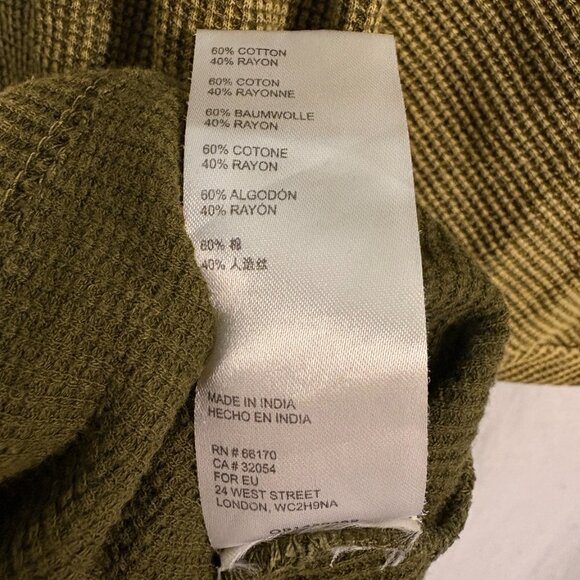 60% COTTON
40% RAYON
60% COTON
40% RAYONNE
60% BAUMWOLLE
40% RAYON
60% COTONE
40% RAYON
60% ALGODÓN
40% RAYÓN
60% 棉
40% 人造丝
MADE IN INDIA
HECHO EN INDIA
RN # 66170
CA # 32054
FOR EU
24 WEST STREET
LONDON, WC2H9NA